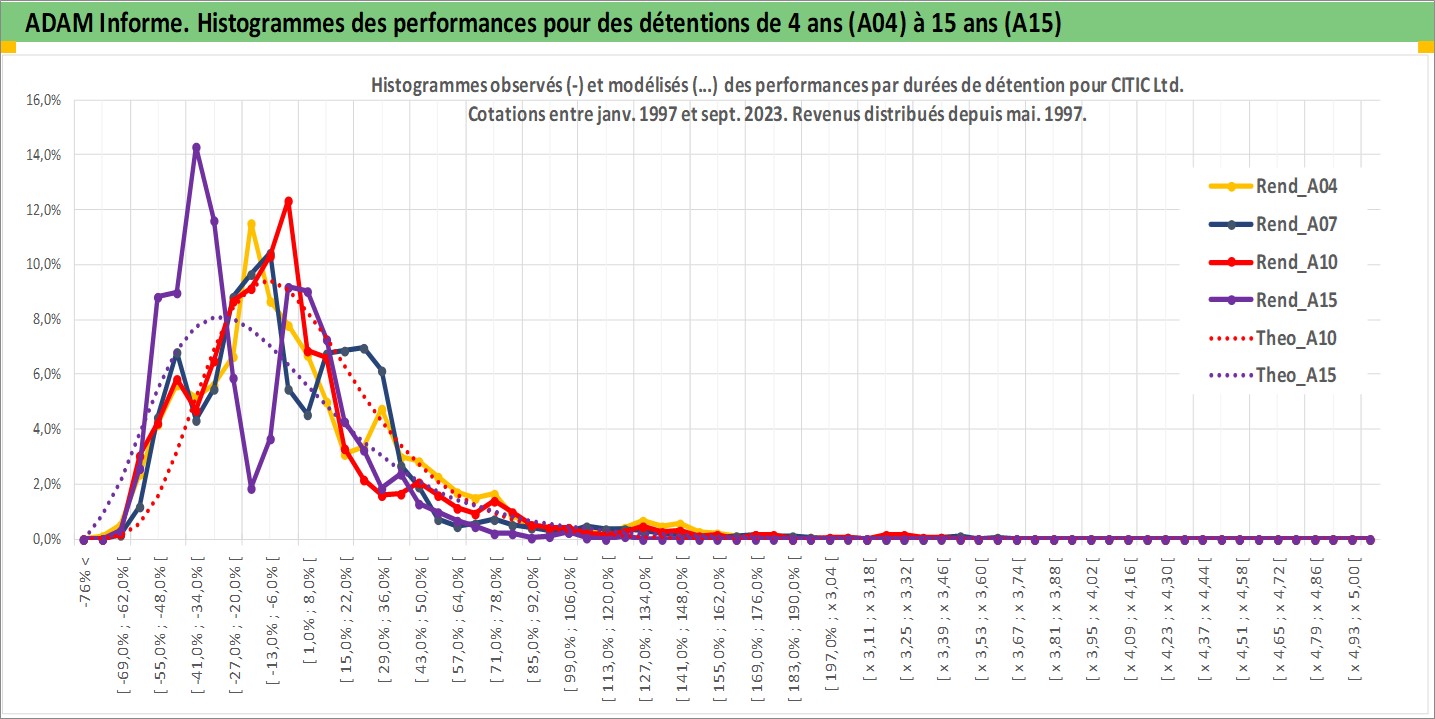 ADAM Informe. Histogrammes des performances pour des détentions de 4 ans (A04) à 15 ans (A15)
Histogrammes observés (-) et modélisés (...) des performances par durées de détention pour CITIC Ltd.
Cotations entre janv. 1997 et sept. 2023. Revenus distribués depuis mai. 1997.
16,0%
14,0%
12,0%
10,0%
8,0%
6,0%
4,0%
2,0%
0,0%
Rend_A04
Rend_A07
Rend_A10
Rend_A15
Theo_A10
Theo_A15
-76% <
[ -69,0% ; -62,0% [
[ -55,0% ; -48,0% [
[ -41,0% ; -34,0% [
[ -27,0% ; -20,0% [
[ -13,0% ; -6,0% [
[ 1,0% ; 8,0% [
[ 15,0% ; 22,0% [
[ 29,0% ; 36,0% [
[ 43,0% ; 50,0% [
[ 57,0% ; 64,0% [
[ 71,0% ; 78,0% [
[ 85,0% ; 92,0% [
[ 99,0% ; 106,0% [
[ 113,0% ; 120,0% [
[ 127,0% ; 134,0% [
[ 141,0% ; 148,0% [
[ 155,0% ; 162,0% [
[ 169,0% ; 176,0% [
[ 183,0% ; 190,0% [
[ 197,0% ; x 3,04 [
[ x 3,11 ; x 3,18 [
[ x 3,25 ; x 3,32 [
[ x 3,39 ; x 3,46 [
[ x 3,53 ; x 3,60 [
[ x 3,67 ; x 3,74 [
[ x 3,81 ; x 3,88 [
[ x 3,95 ; x 4,02 [
[ x 4,09 ; x 4,16 [
[ x 4,23 ; x 4,30 [
[ x 4,37 ; x 4,44 [
[ x 4,51 ; x 4,58 [
[ x 4,65 ; x 4,72 [
[ x 4,79 ; x 4,86 [
[ x 4,93 ; x 5,00 [